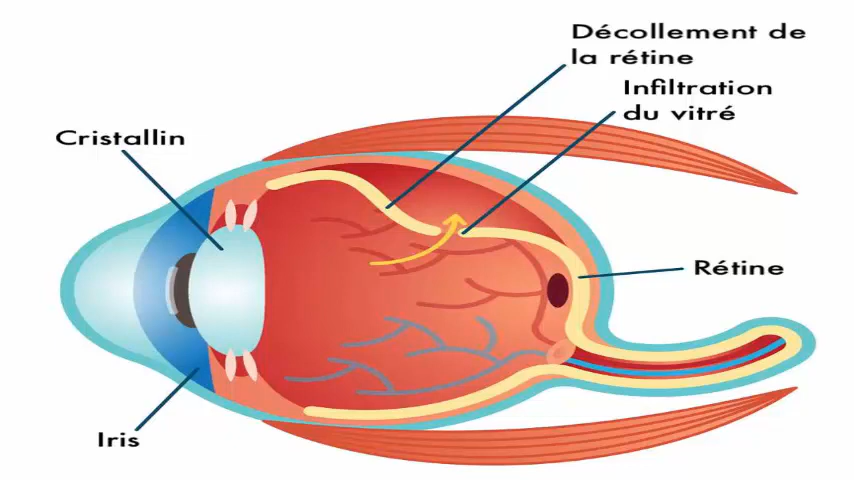 Décollement de
la rétine
Infiltration
du vitré
Cristallin
Rétine
Iris